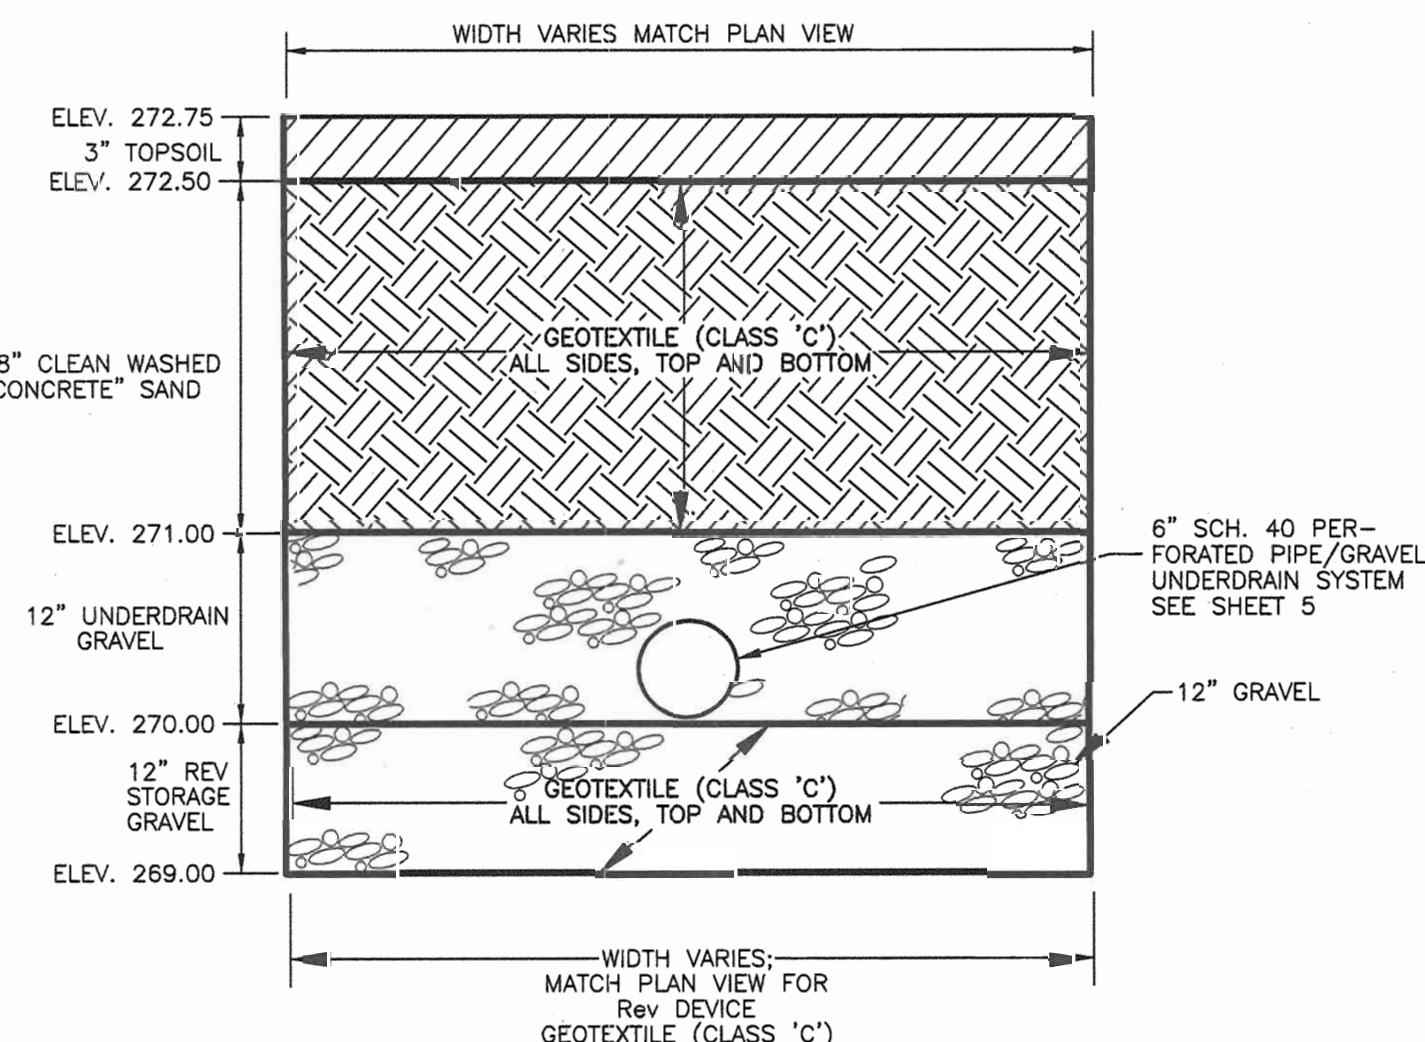 WIDTH VARIES MATCH PLAN VIEW
ELEV. 272.75
3" TOPSOIL
ELEV. 272.50
GEOTEXTILE (CLASS 'C')
ALL SIDES, TOP AND BOTTOM
8" CLEAN WASHED
CONCRETE" SAND
ELEV. 271.00
6" SCH. 40 PER-
FORATED PIPE/GRAVEL
UNDERDRAIN SYSTEM
SEE SHEET 5
12" UNDERDRAIN
GRAVEL
12" GRAVEL
ELEV. 270.00
12" REV
STORAGE
GRAVEL
GEOTEXTILE (CLASS 'C')
ALL SIDES, TOP AND BOTTOM
ELEV. 269.00
WIDTH VARIES;
MATCH PLAN VIEW FOR
Rev DEVICE
GEOTEXTILE (CLASS 'C')